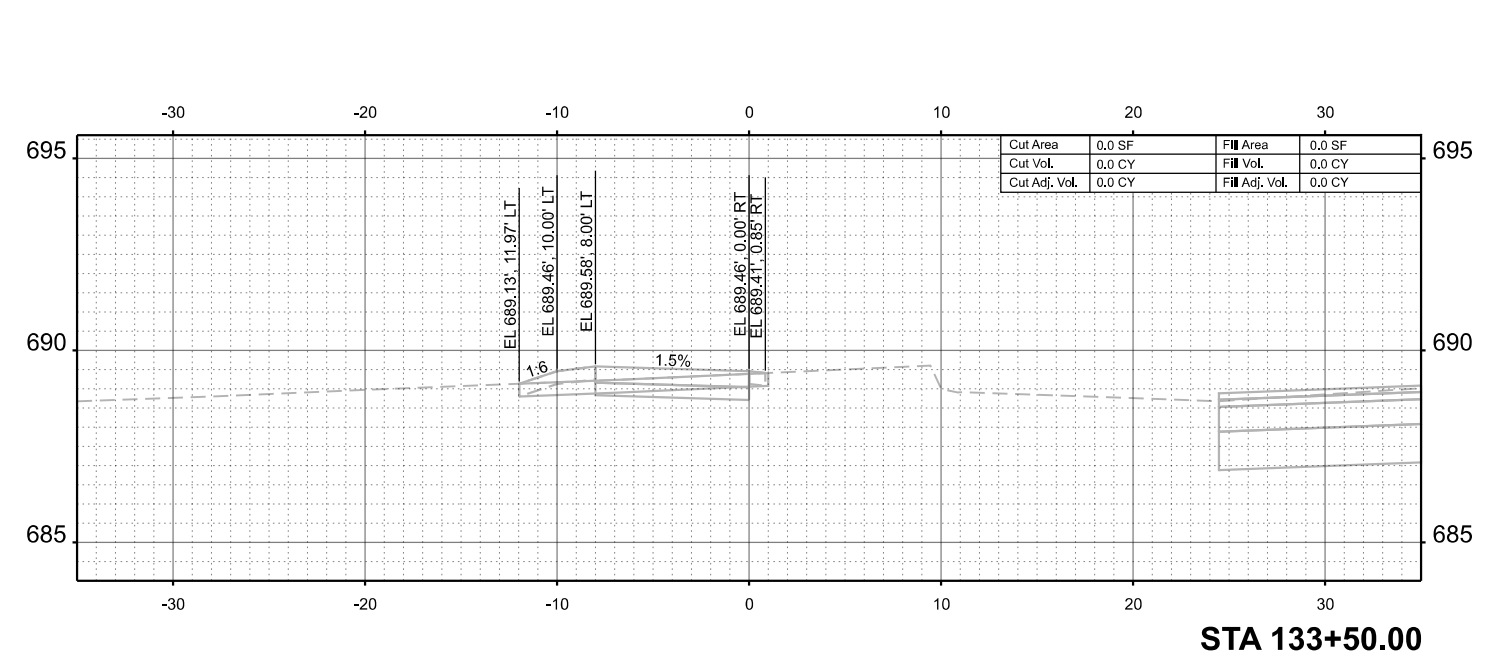 -30 -20 -10 0 10 20 30
695 695
Cut Area 0.0 SF Fill Area 0.0 SF
Cut Vol. 0.0 CY Fill Vol. 0.0 CY
Cut Adj. Vol. 0.0 CY Fill Adj. Vol. 0.0 CY
EL 689.13', 11.97' LT
EL 689.46', 10.00' LT
EL 689.58', 8.00' LT
EL 689.46', 0.00' RT
EL 689.41', 0.85' RT
690 690
1:6
1.5%
685 685
-30 -20 -10 0 10 20 30
STA 133+50.00